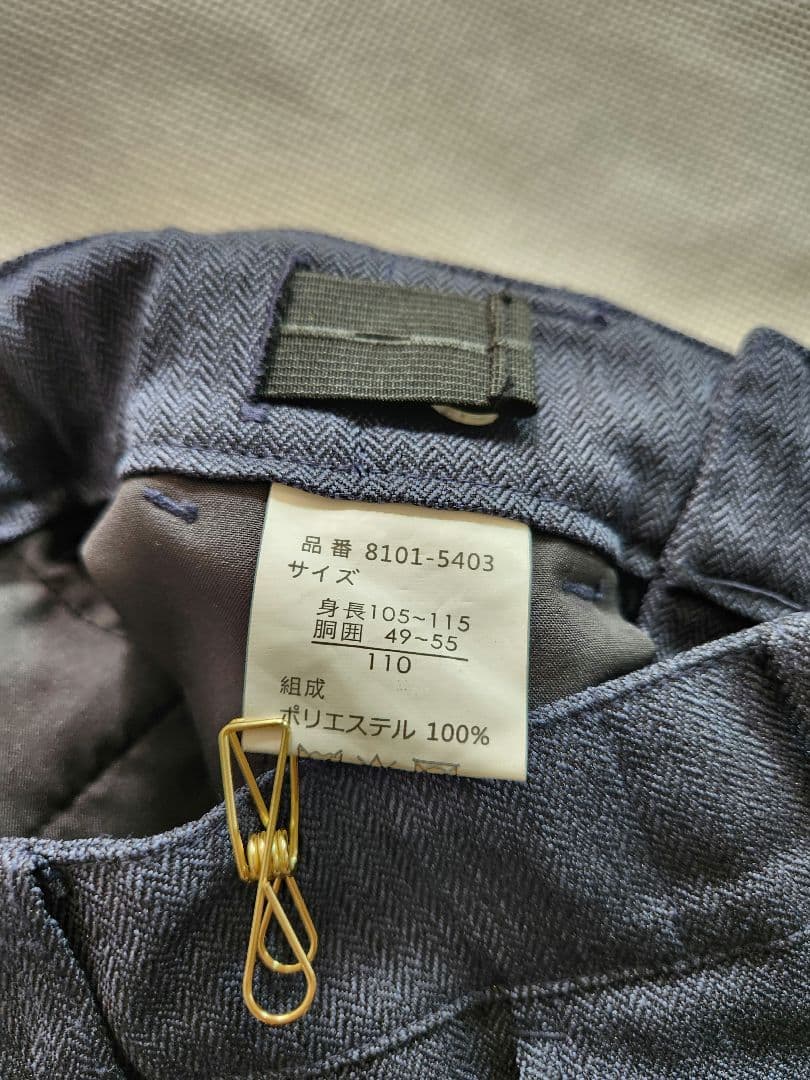 品番 8101-5403
サイズ
身長105~115
胴囲 49~55
110
組成
ポリエステル 100%